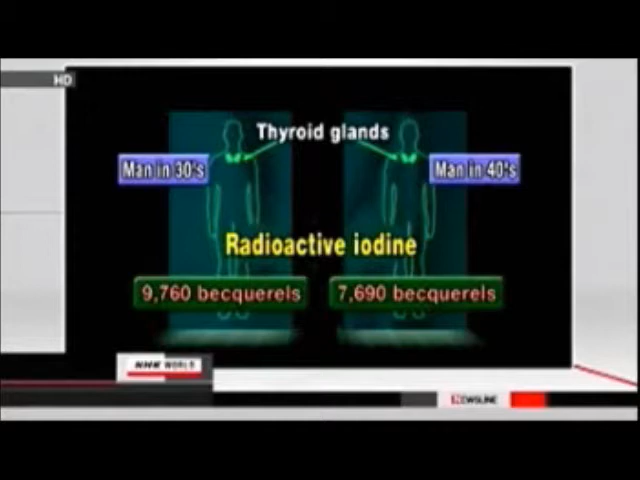 HD
Thyroid glands
Man in 30's
Man in 40's
Radioactive iodine
9,760 becquerels
7,690 becquerels
NHK WORLD
NEWSLINE